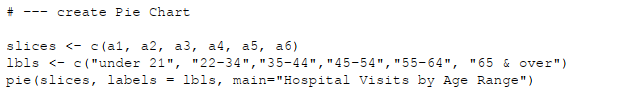 # --- create Pie Chart
slices <- c(a1, a2, a3, a4, a5, a6)
lbls <- c("under 21", "22-34","35-44","45-54","55-64", "65 & over")
pie(slices, labels = lbls, main="Hospital Visits by Age Range")